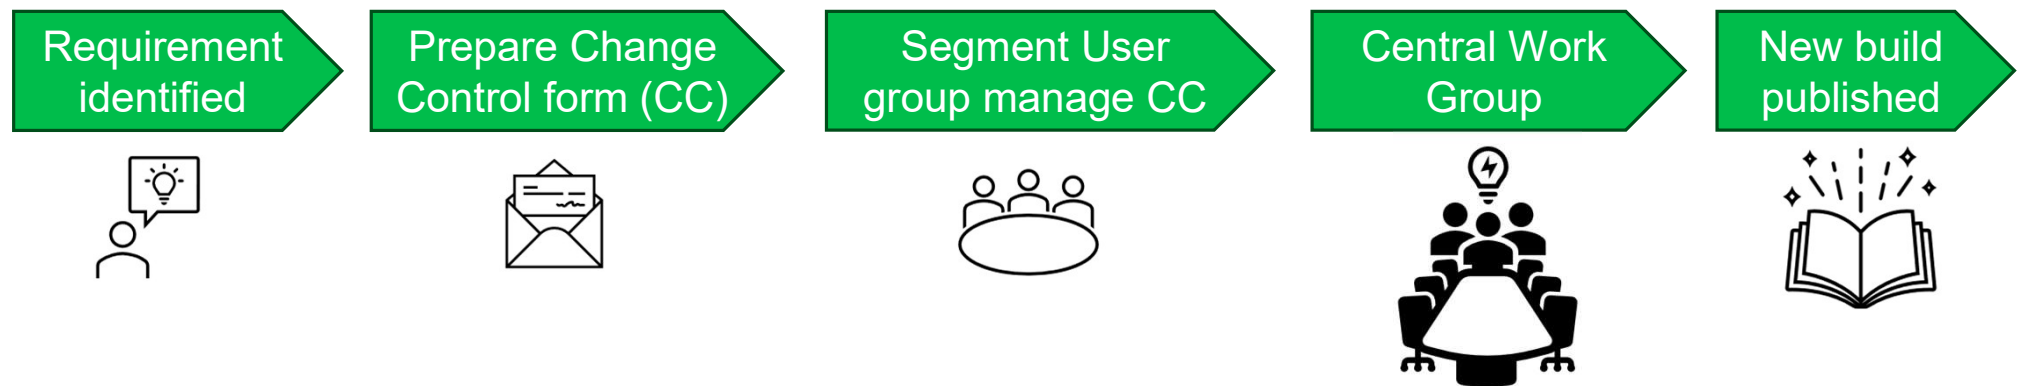 Requirement
identified
Prepare Change
Control form (CC)
Segment User
group manage CC
Central Work
Group
New build
published